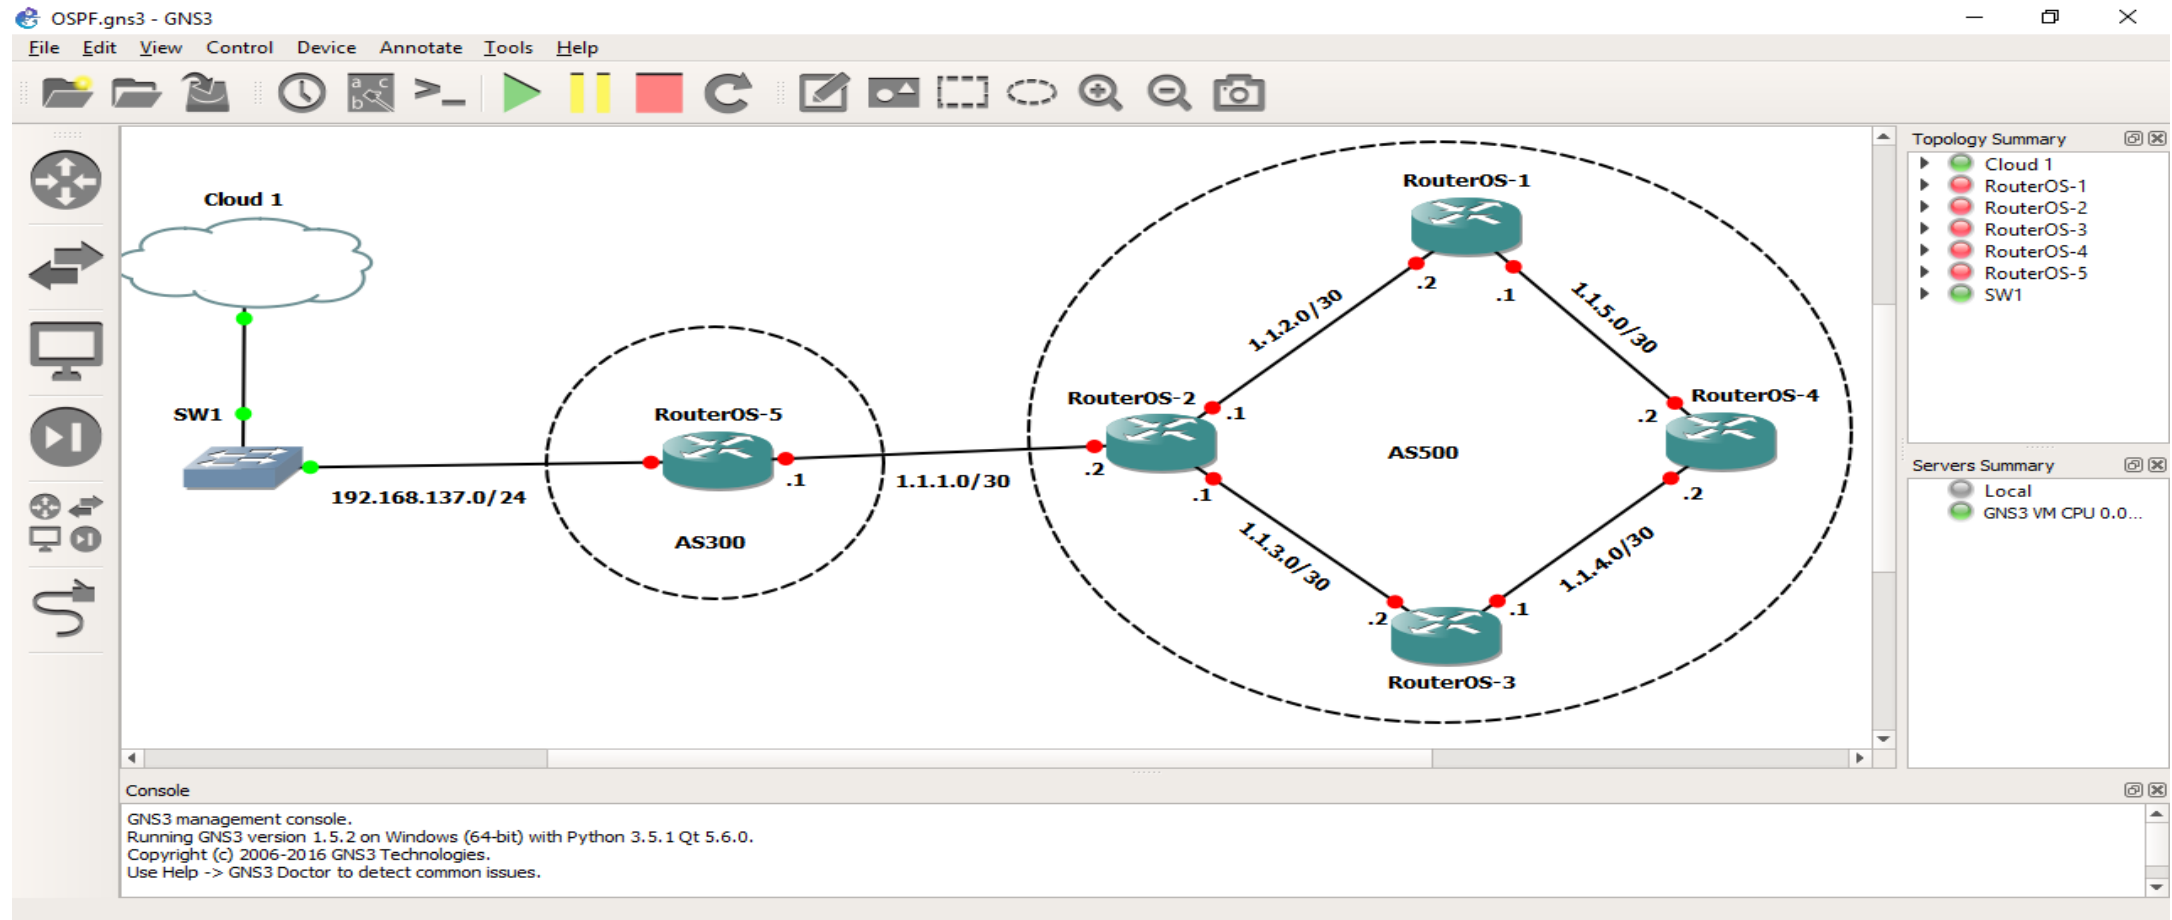 OSPF.gns3 - GNS3
File Edit View Control Device Annotate Tools Help
a c
b
>_
Cloud 1
SW1
192.168.137.0/24
RouterOS-5
.1
AS300
1.1.1.0/30
RouterOS-2
.2
.1
.1
1.1.2.0/30
RouterOS-1
.2
.1
1.1.5.0/30
RouterOS-4
.2
.2
AS500
1.1.3.0/30
1.1.4.0/30
.2
.1
RouterOS-3
Topology Summary
Cloud 1
RouterOS-1
RouterOS-2
RouterOS-3
RouterOS-4
RouterOS-5
SW1
Servers Summary
Local
GNS3 VM CPU 0.0...
Console
GNS3 management console.
Running GNS3 version 1.5.2 on Windows (64-bit) with Python 3.5.1 Qt 5.6.0.
Copyright (c) 2006-2016 GNS3 Technologies.
Use Help -> GNS3 Doctor to detect common issues.